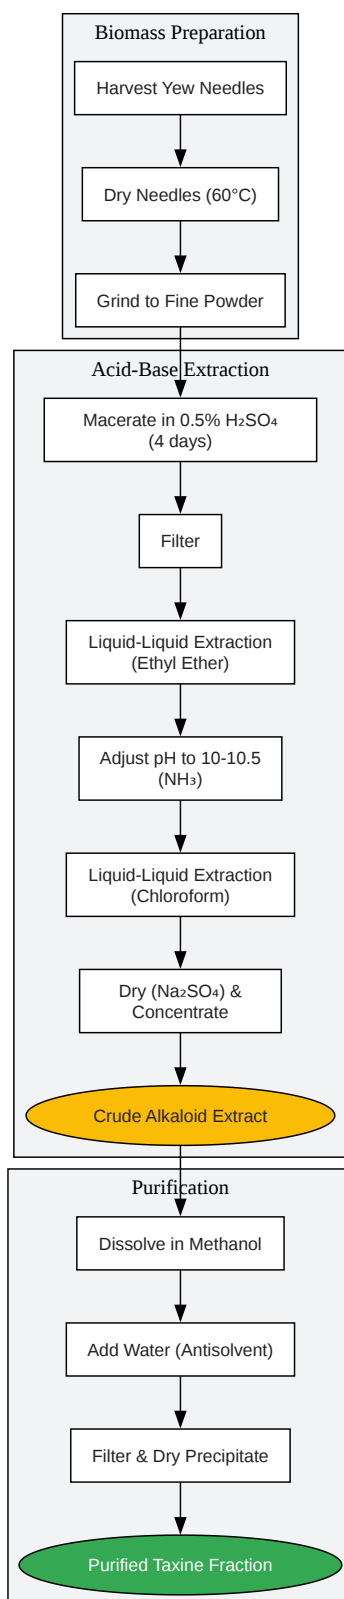 Biomass Preparation
Harvest Yew Needles
Dry Needles (60°C)
Grind to Fine Powder
Acid-Base Extraction
Macerate in 0.5% H₂SO₄
(4 days)
Filter
Liquid-Liquid Extraction
(Ethyl Ether)
Adjust pH to 10-10.5
(NH₃)
Liquid-Liquid Extraction
(Chloroform)
Dry (Na₂SO₄) &
Concentrate
Crude Alkaloid Extract
Purification
Dissolve in Methanol
Add Water (Antisolvent)
Filter & Dry Precipitate
Purified Taxine Fraction